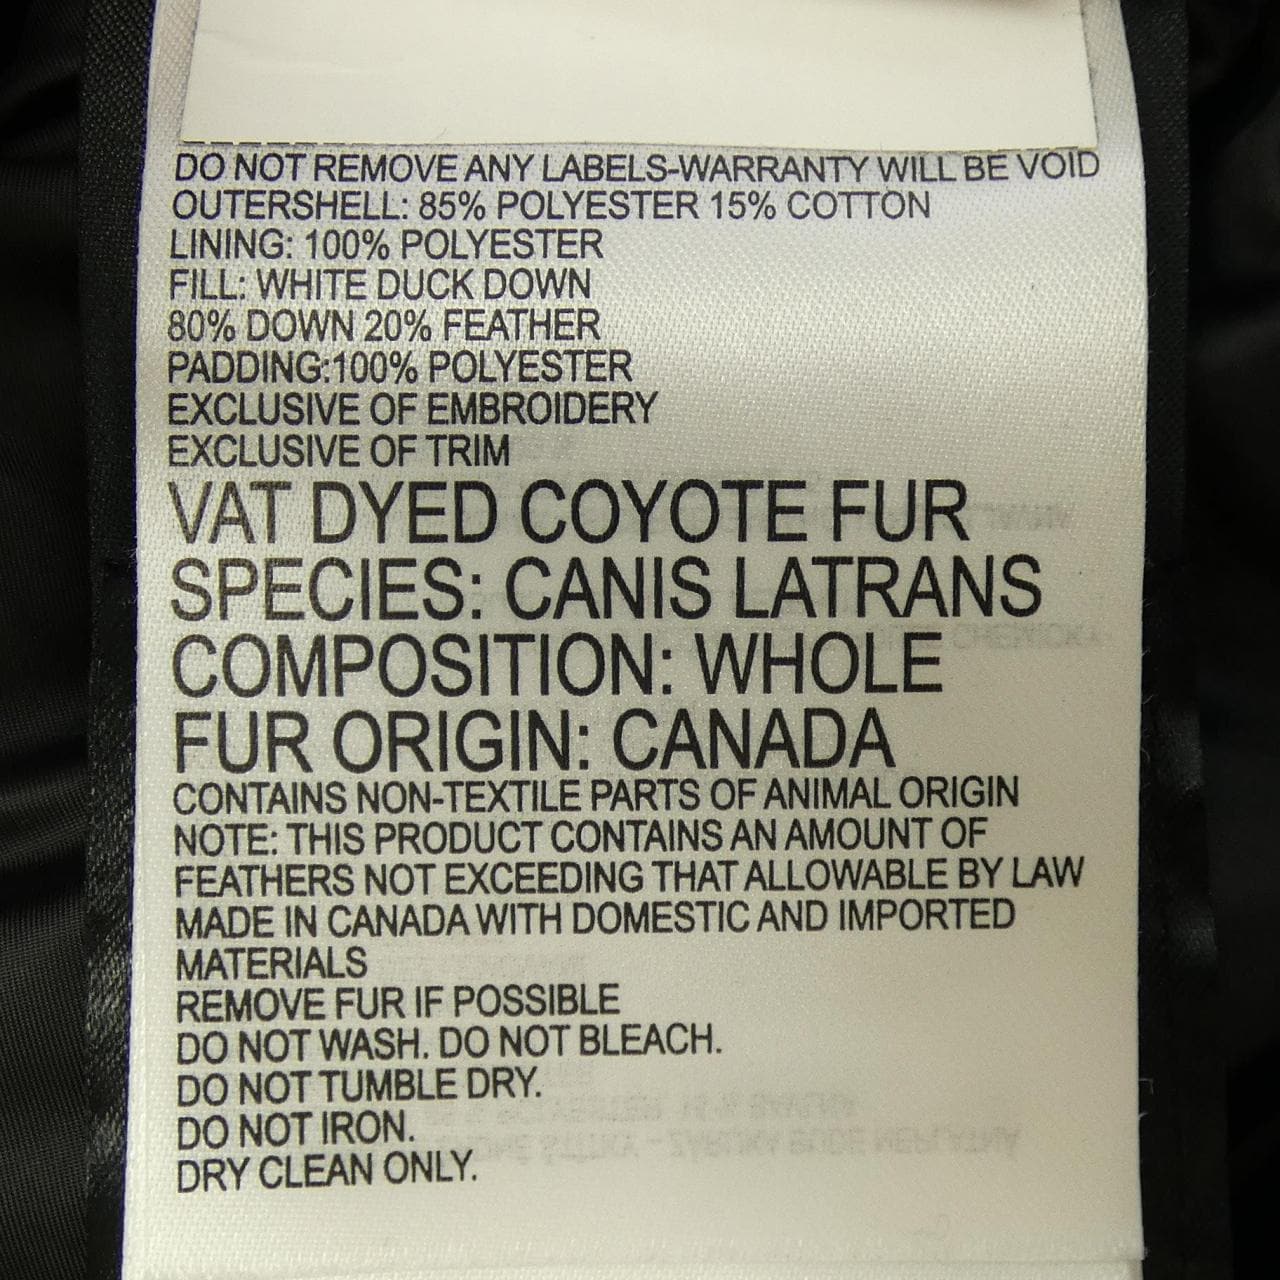 DO NOT REMOVE ANY LABELS-WARRANTY WILL BE VOID
OUTERSHELL: 85% POLYESTER 15% COTTON
LINING: 100% POLYESTER
FILL: WHITE DUCK DOWN
80% DOWN 20% FEATHER
PADDING:100% POLYESTER
EXCLUSIVE OF EMBROIDERY
EXCLUSIVE OF TRIM
VAT DYED COYOTE FUR
SPECIES: CANIS LATRANS
COMPOSITION: WHOLE
FUR ORIGIN: CANADA
CONTAINS NON-TEXTILE PARTS OF ANIMAL ORIGIN
NOTE: THIS PRODUCT CONTAINS AN AMOUNT OF
FEATHERS NOT EXCEEDING THAT ALLOWABLE BY LAW
MADE IN CANADA WITH DOMESTIC AND IMPORTED
MATERIALS
REMOVE FUR IF POSSIBLE
DO NOT WASH. DO NOT BLEACH.
DO NOT TUMBLE DRY.
DO NOT IRON.
DRY CLEAN ONLY.